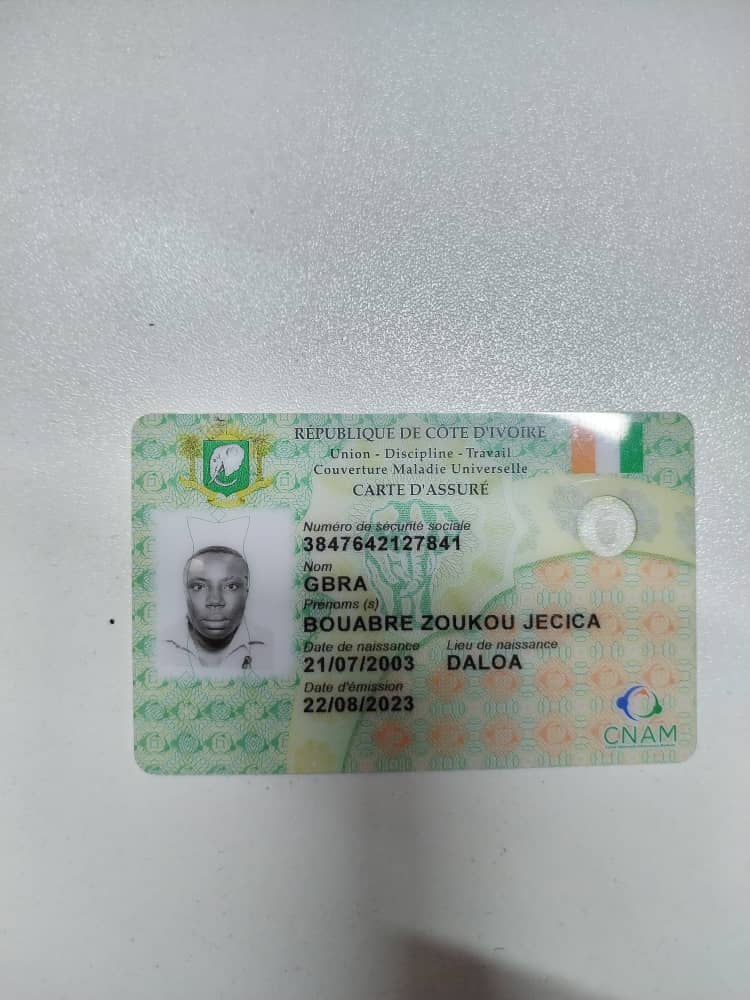 RÉPUBLIQUE DE CÔTE D'IVOIRE
Union - Discipline - Travail
Couverture Maladie Universelle
CARTE D'ASSURÉ
Numéro de sécurité sociale
3847642127841
Nom
GBRA
Prénoms (s)
BOUABRE ZOUKOU JECICA
Date de naissance Lieu de naissance
21/07/2003 DALOA
Date d'émission
22/08/2023
CNAM